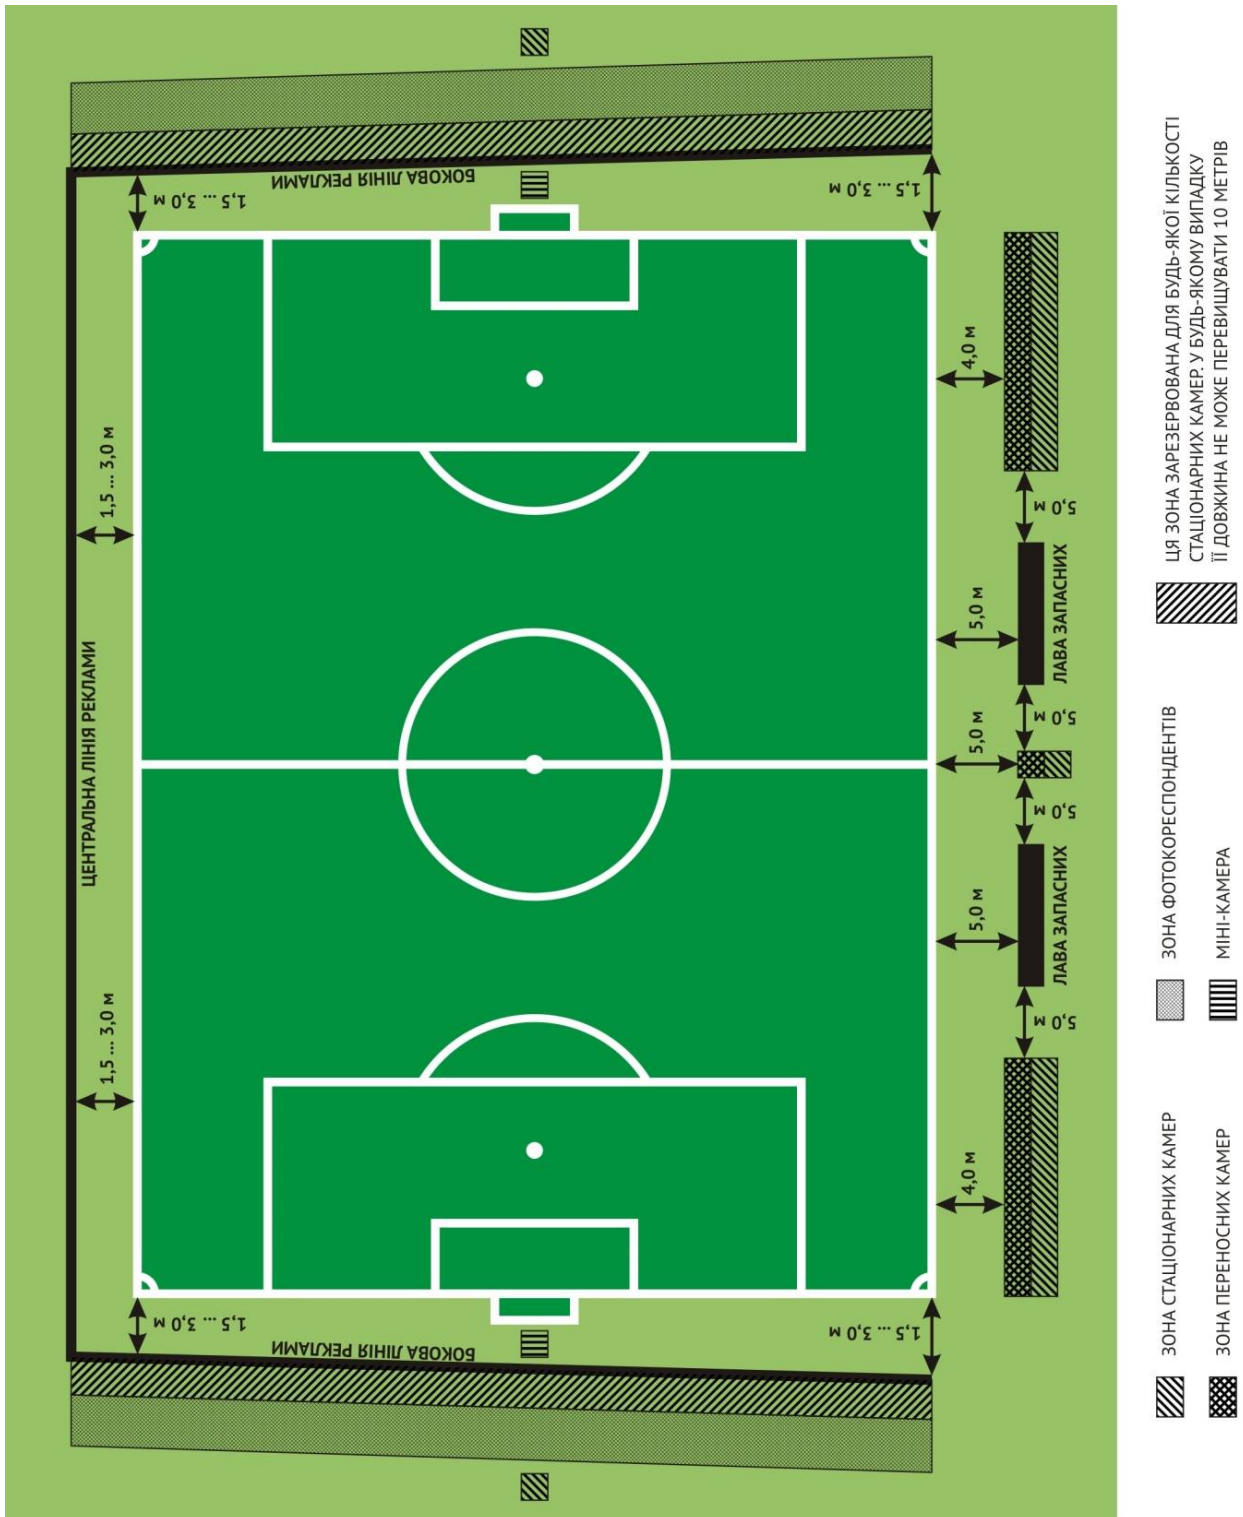 ЦЕНТРАЛЬНА ЛІНІЯ РЕКЛАМИ
1,5 ... 3,0 м
1,5 ... 3,0 м
1,5 ... 3,0 м
БОКОВА ЛІНІЯ РЕКЛАМИ
1,5 ... 3,0 м
1,5 ... 3,0 м
БОКОВА ЛІНІЯ РЕКЛАМИ
1,5 ... 3,0 м
4,0 м
5,0 м
5,0 м
5,0 м
4,0 м
5,0 м
5,0 м
5,0 м
5,0 м
ЛАВА ЗАПАСНИХ
ЛАВА ЗАПАСНИХ
ЗОНА СТАЦІОНАРНИХ КАМЕР
ЗОНА ПЕРЕНОСНИХ КАМЕР
ЗОНА ФОТОКОРЕСПОНДЕНТІВ
МІНІ-КАМЕРА
ЦЯ ЗОНА ЗАРЕЗЕРВОВАНА ДЛЯ БУДЬ-ЯКОЇ КІЛЬКОСТІ
СТАЦІОНАРНИХ КАМЕР. У БУДЬ-ЯКОМУ ВИПАДКУ
ЇЇ ДОВЖИНА НЕ МОЖЕ ПЕРЕВИЩУВАТИ 10 МЕТРІВ